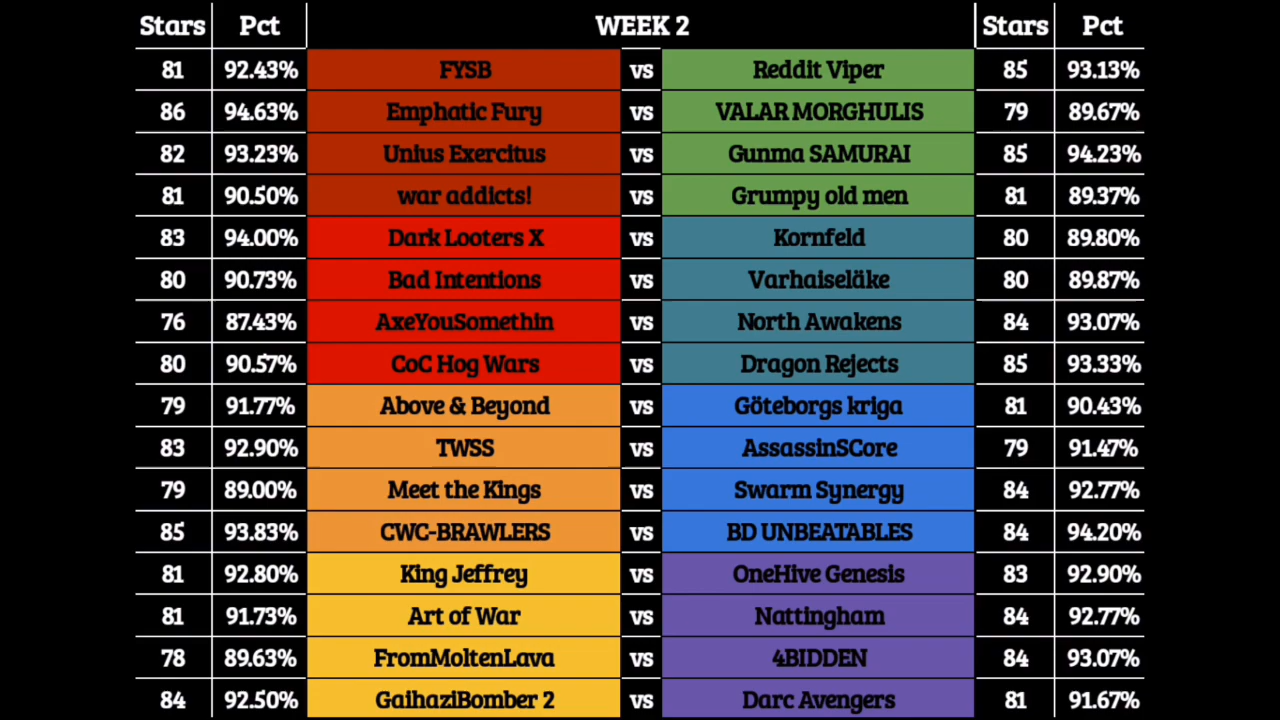 Stars Pct WEEK 2 Stars Pct
81 92.43% FYSB vs Reddit Viper 85 93.13%
86 94.63% Emphatic Fury vs VALAR MORGHULIS 79 89.67%
82 93.23% Unius Exercitus vs Gunma SAMURAI 85 94.23%
81 90.50% war addicts! vs Grumpy old men 81 89.37%
83 94.00% Dark Looters X vs Kornfeld 80 89.80%
80 90.73% Bad Intentions vs Varhaiseläke 80 89.87%
76 87.43% AxeYouSomethin vs North Awakens 84 93.07%
80 90.57% CoC Hog Wars vs Dragon Rejects 85 93.33%
79 91.77% Above & Beyond vs Göteborgs kriga 81 90.43%
83 92.90% TWSS vs AssassinSCore 79 91.47%
79 89.00% Meet the Kings vs Swarm Synergy 84 92.77%
85 93.83% CWC-BRAWLERS vs BD UNBEATABLES 84 94.20%
81 92.80% King Jeffrey vs OneHive Genesis 83 92.90%
81 91.73% Art of War vs Nattingham 84 92.77%
78 89.63% FromMoltenLava vs 4BIDDEN 84 93.07%
84 92.50% GaihaziBomber 2 vs Darc Avengers 81 91.67%